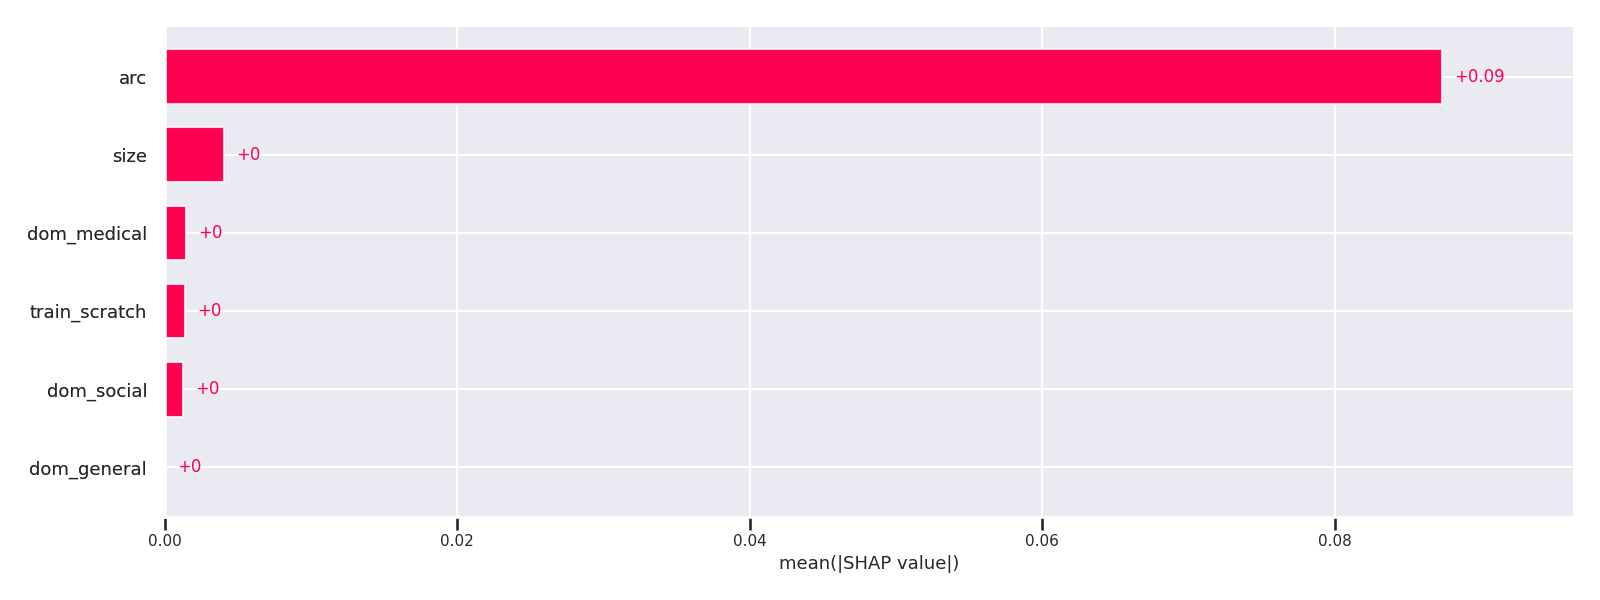 arc +0.09
size +0
dom_medical +0
train_scratch +0
dom_social +0
dom_general +0
0.00 0.02 0.04 0.06 0.08
mean(|SHAP value|)